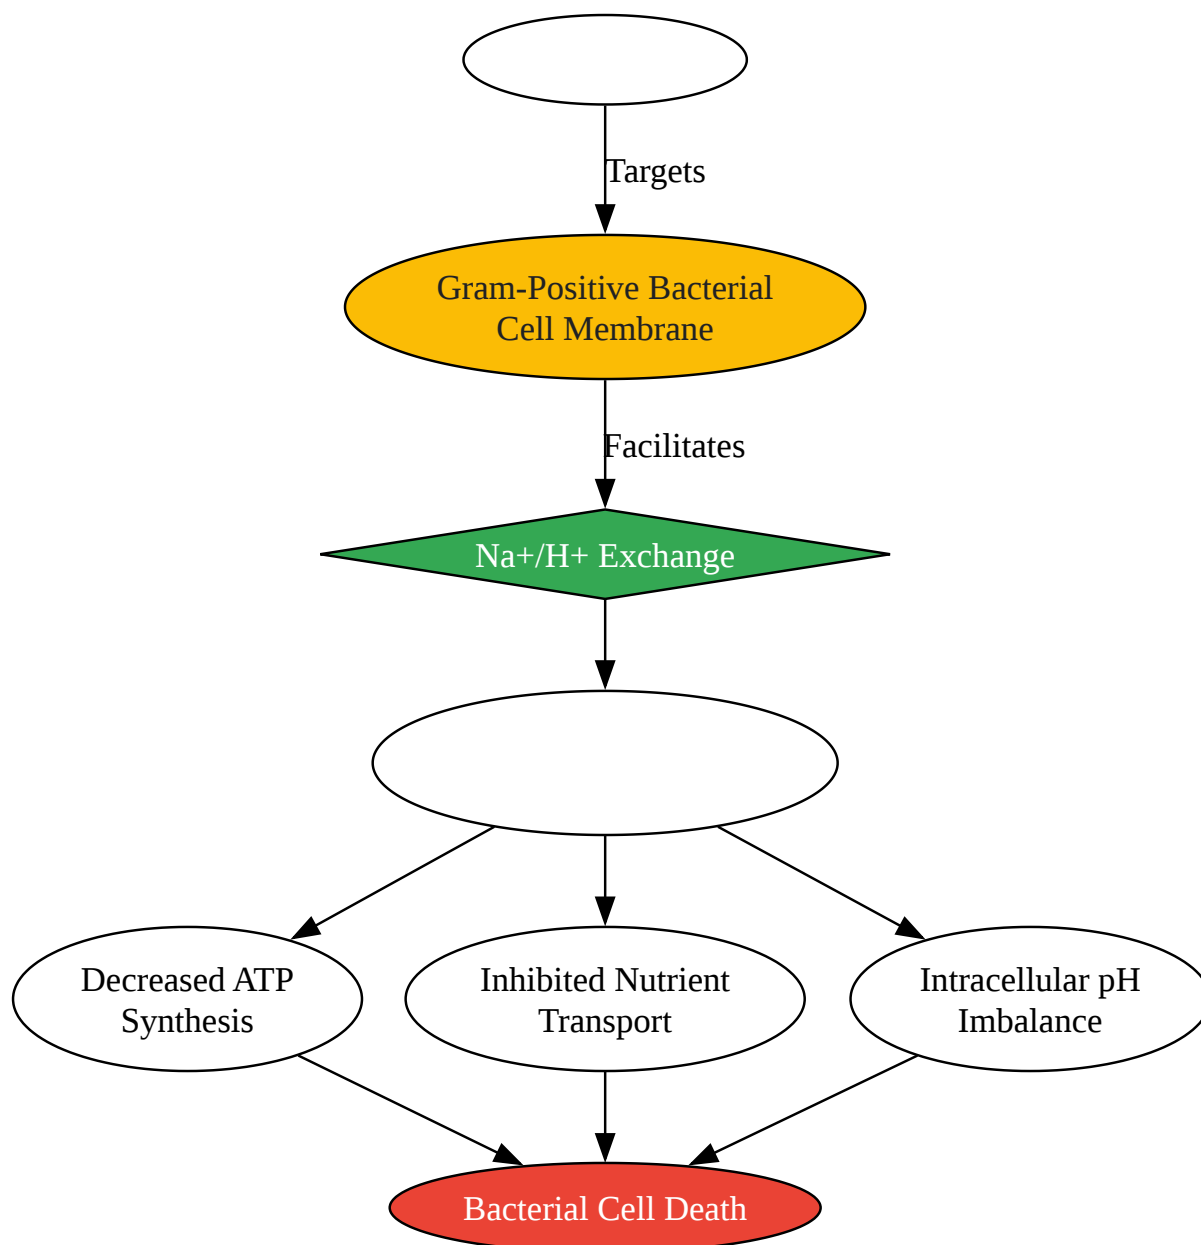 Targets
Gram-Positive Bacterial
Cell Membrane
Facilitates
Na+/H+ Exchange
Decreased ATP
Synthesis
Inhibited Nutrient
Transport
Intracellular pH
Imbalance
Bacterial Cell Death